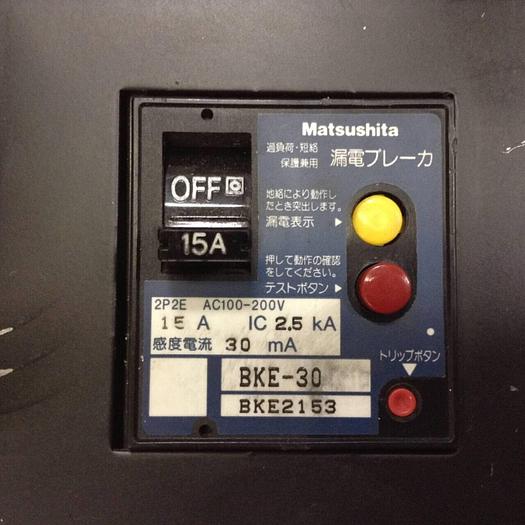 Matsushita
過負荷・短絡
保護兼用
漏電ブレーカ
OFF
15A
地絡により動作し
たとき突出します。
漏電表示 ▶
押して動作の確認
をしてください。
テストボタン ▶
2P2E AC100-200V
15 A IC 2.5 kA
感度電流 30 mA
トリップボタン
▼
BKE-30
BKE2153